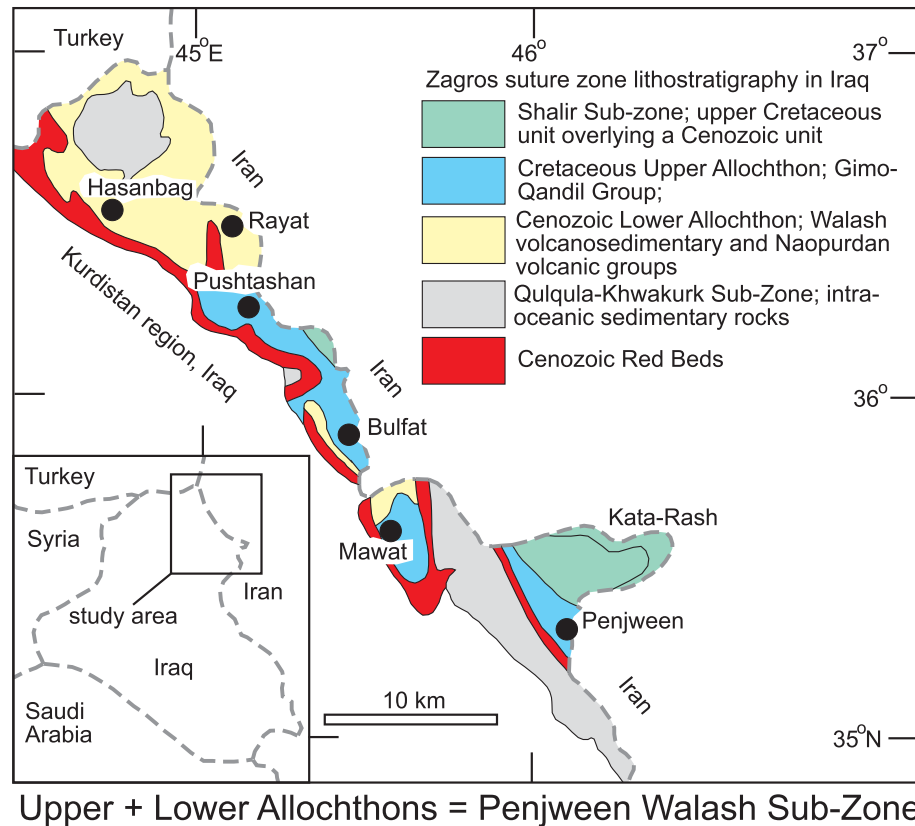 Turkey
45°E
46°
37°
Zagros suture zone lithostratigraphy in Iraq
Shalir Sub-zone; upper Cretaceous
unit overlying a Cenozoic unit
Cretaceous Upper Allochthon; Gimo-
Qandil Group;
Cenozoic Lower Allochthon; Walash
volcanosedimentary and Naopurdan
volcanic groups
Qulqula-Khwakurk Sub-Zone; intra-
oceanic sedimentary rocks
Cenozoic Red Beds
Iran
Hasanbag
Rayat
Pushtashan
Kurdistan region, Iraq
Iran
36°
Bulfat
Turkey
Syria
Iran
study area
Iraq
Saudi
Arabia
Mawat
Kata-Rash
Penjween
Iran
10 km
35°N
Upper + Lower Allochthons = Penjween Walash Sub-Zone